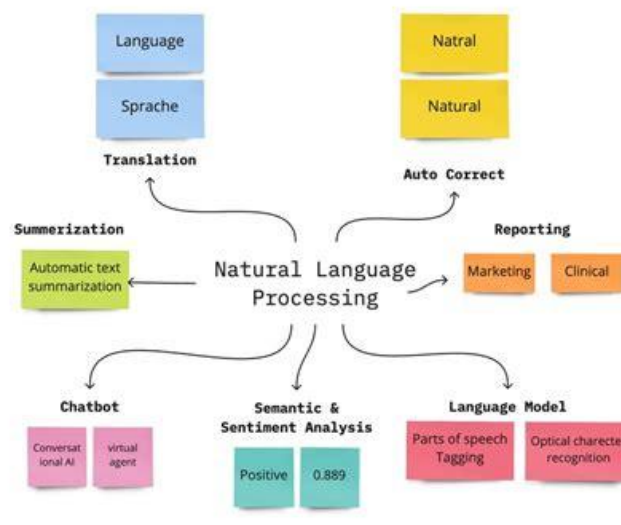 Language
Sprache
Translation
Natral
Natural
Auto Correct
Summerization
Automatic text
summarization
Natural Language
Processing
Reporting
Marketing
Clinical
Chatbot
Conversat
ional AI
virtual
agent
Semantic &
Sentiment Analysis
Positive
0.889
Language Model
Parts of speech
Tagging
Optical charecte
recognition